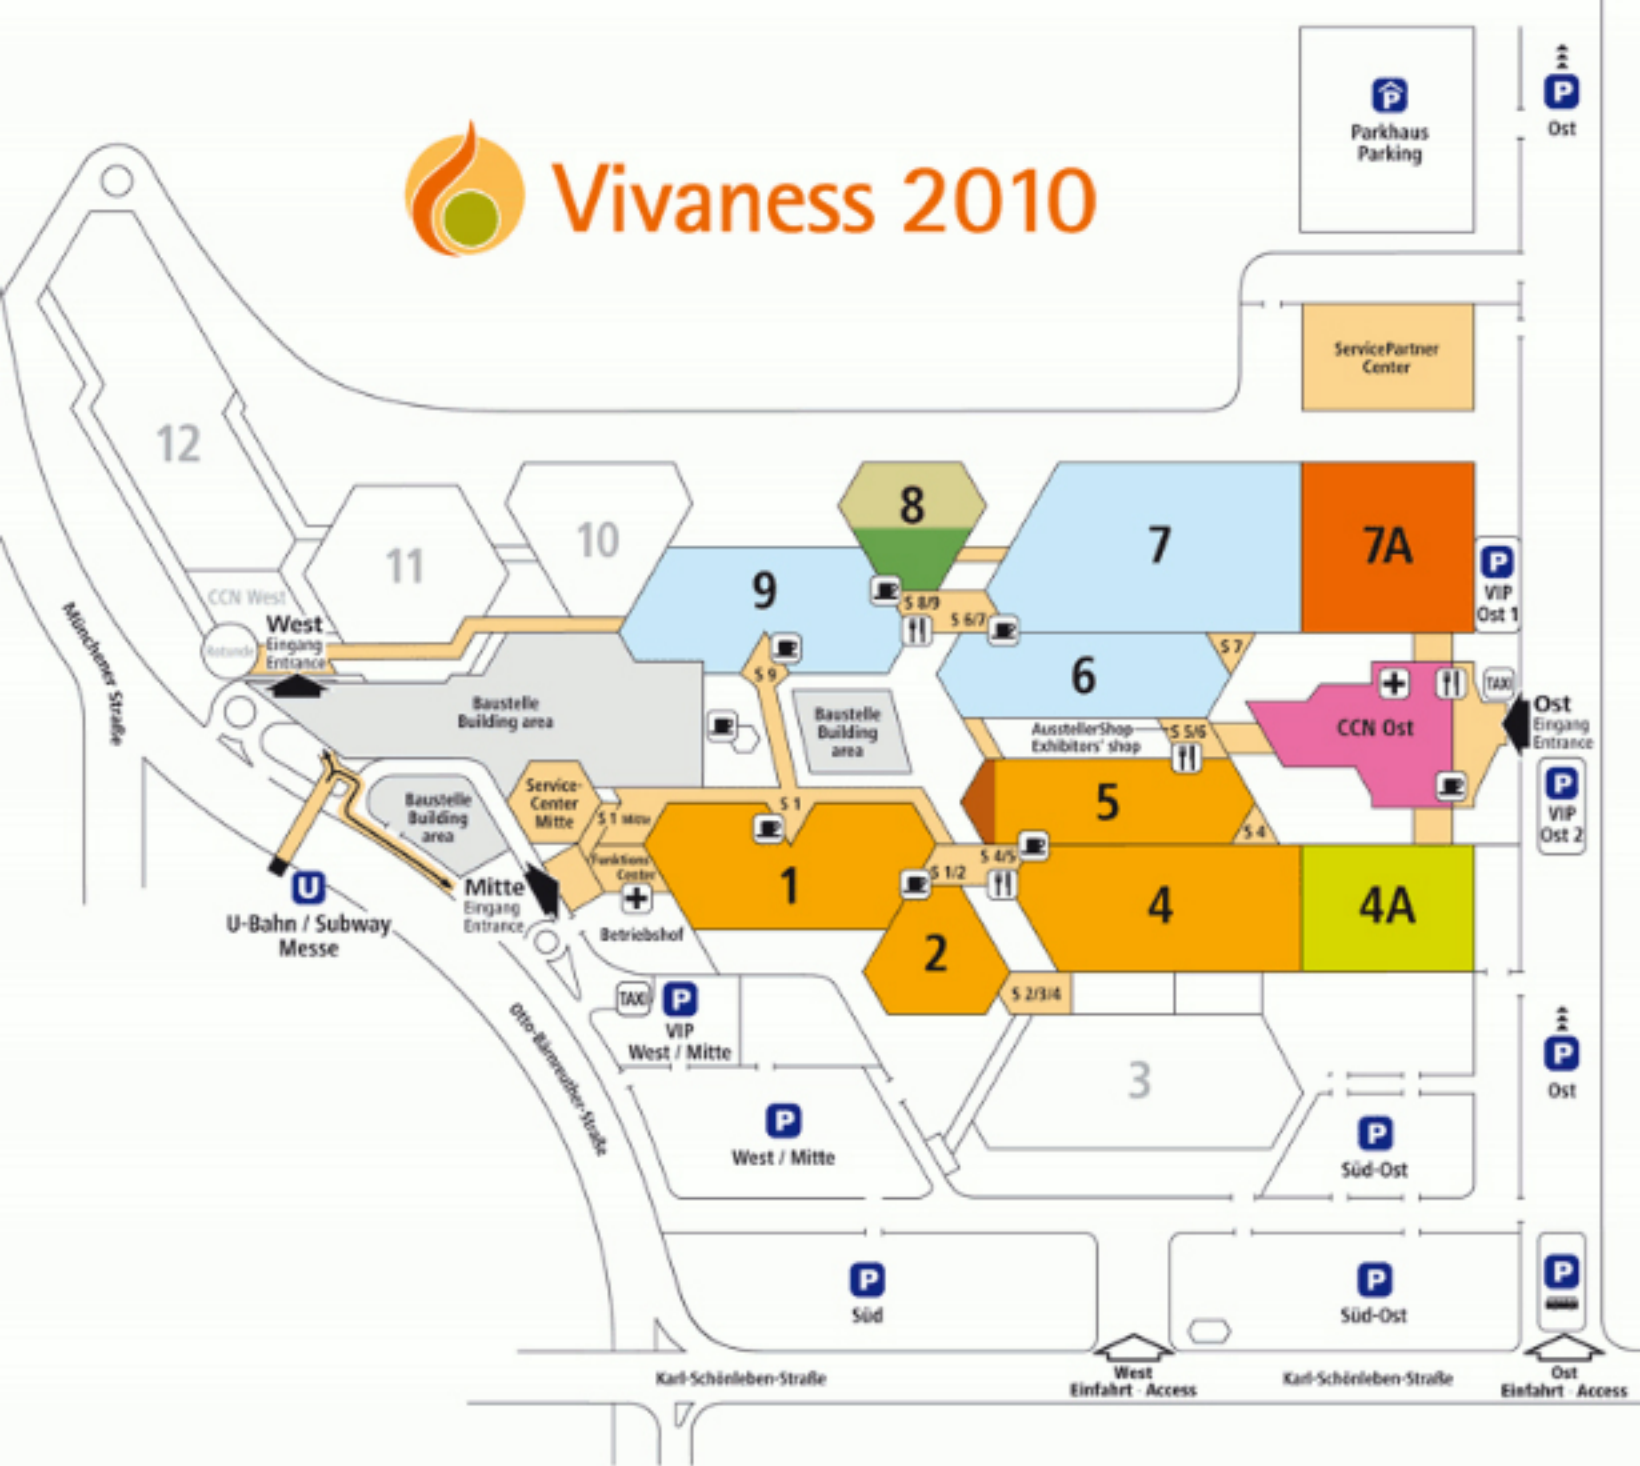 Vivaness 2010
P
Parkhaus
Parking
P
Ost
ServicePartner
Center
12
11
10
9
8
7
7A
P
VIP
Ost 1
CCN West
Rotunde
West
Eingang
Entrance
Münchener Straße
S 8/9
S 6/7
S 7
6
S 9
Baustelle
Building area
Baustelle
Building
area
AusstellerShop
Exhibitors' shop
S 5/6
CCN Ost
TAXI
Ost
Eingang
Entrance
P
VIP
Ost 2
Service-
Center
Mitte
Baustelle
Building
area
S 1 Mitte
S 1
5
S 4
Funktions
Center
1
S 1/2
S 4/5
4
4A
U
U-Bahn / Subway
Messe
Mitte
Eingang
Entrance
Betriebshof
2
S 2/3/4
TAXI
P
VIP
West / Mitte
Otto-Bärnreuther-Straße
3
P
Ost
P
West / Mitte
P
Süd-Ost
P
Süd
P
Süd-Ost
P
Karl-Schönleben-Straße
West
Einfahrt - Access
Karl-Schönleben-Straße
Ost
Einfahrt - Access